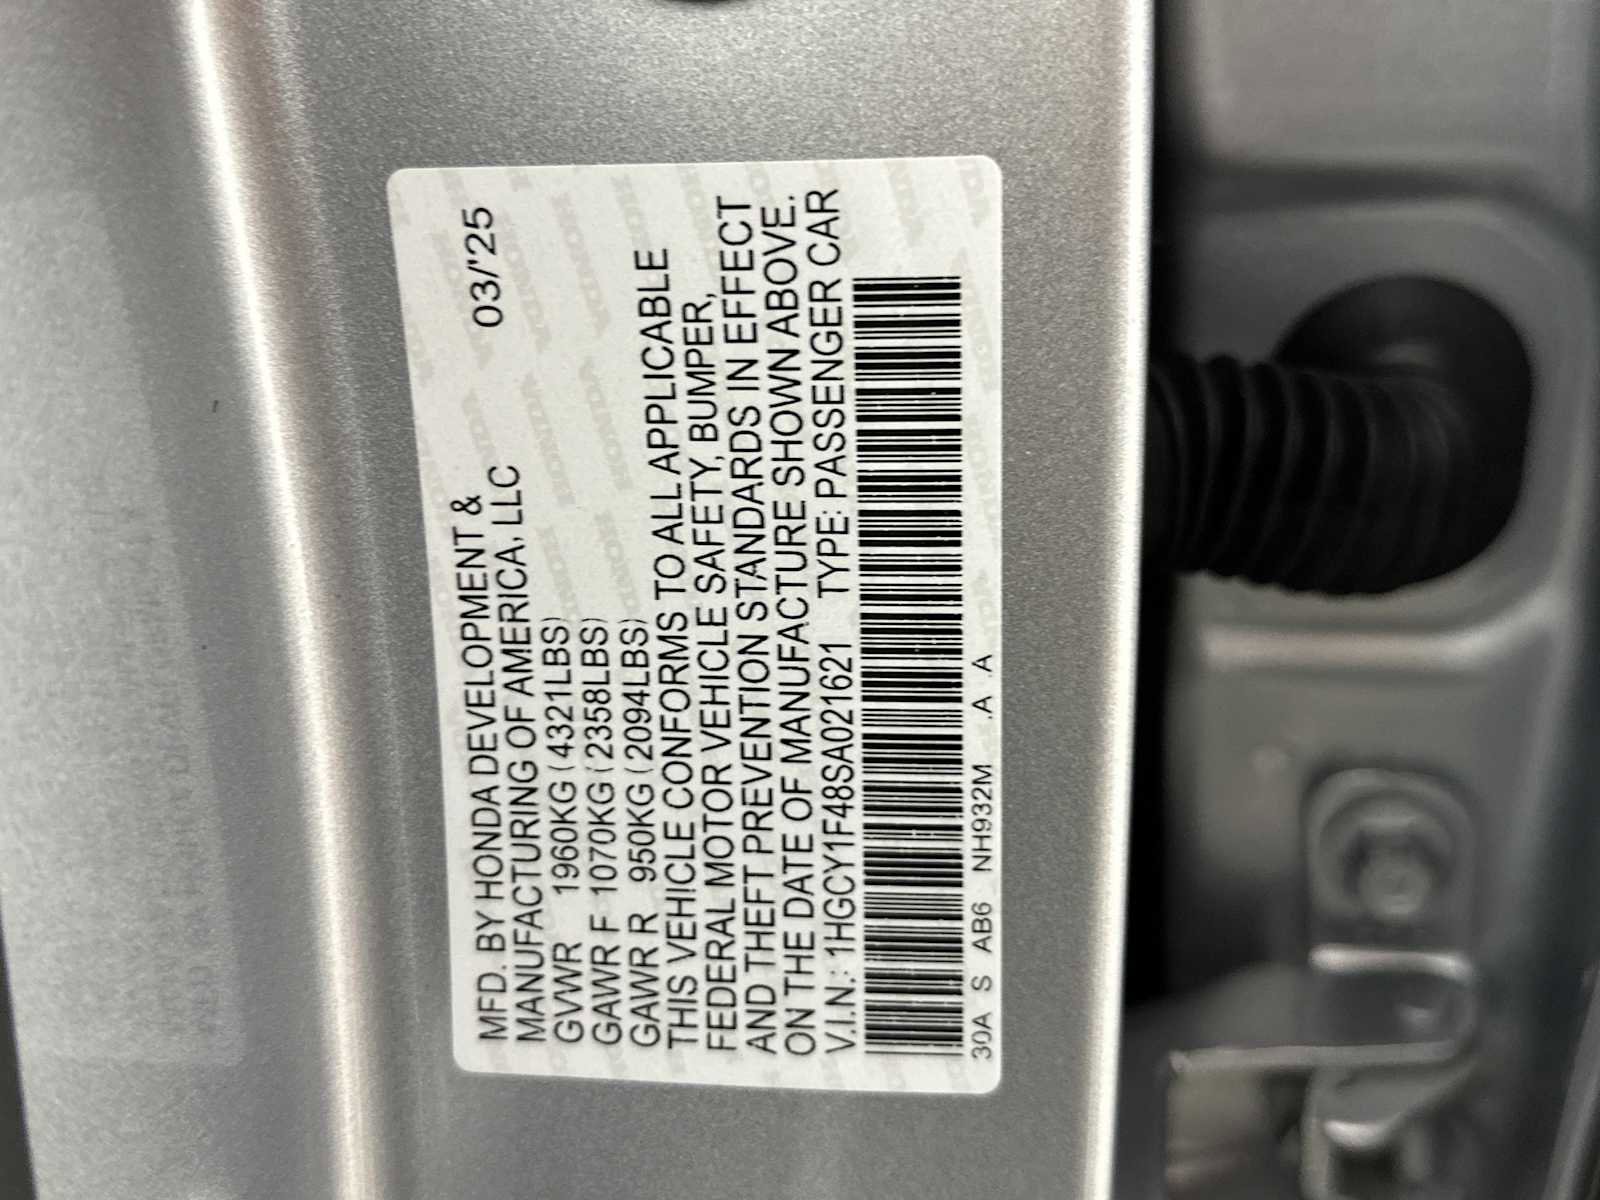 MFD. BY HONDA DEVELOPMENT &
MANUFACTURING OF AMERICA, LLC 03/'25
GVWR 1960KG (4321LBS)
GAWR F 1070KG (2358LBS)
GAWR R 950KG (2094LBS)
THIS VEHICLE CONFORMS TO ALL APPLICABLE
FEDERAL MOTOR VEHICLE SAFETY, BUMPER,
AND THEFT PREVENTION STANDARDS IN EFFECT
ON THE DATE OF MANUFACTURE SHOWN ABOVE.
V.I.N.: 1HGCY1F48SA021621 TYPE: PASSENGER CAR
30A S AB6 NH932M .A .A